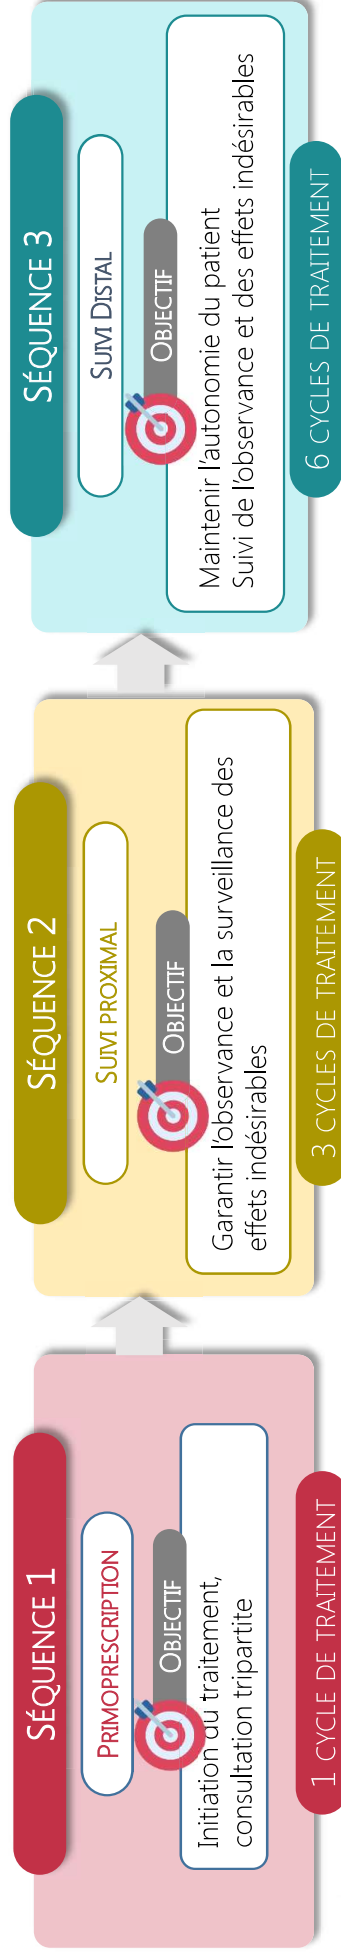 SÉQUENCE 1
PRIMOPRESCRIPTION
OBJECTIF
Initiation du traitement,
consultation tripartite
1 CYCLE DE TRAITEMENT
SÉQUENCE 2
SUIVI PROXIMAL
OBJECTIF
Garantir l'observance et la surveillance des
effets indésirables
3 CYCLES DE TRAITEMENT
SÉQUENCE 3
SUIVI DISTAL
OBJECTIF
Maintenir l'autonomie du patient
Suivi de l'observance et des effets indésirables
6 CYCLES DE TRAITEMENT